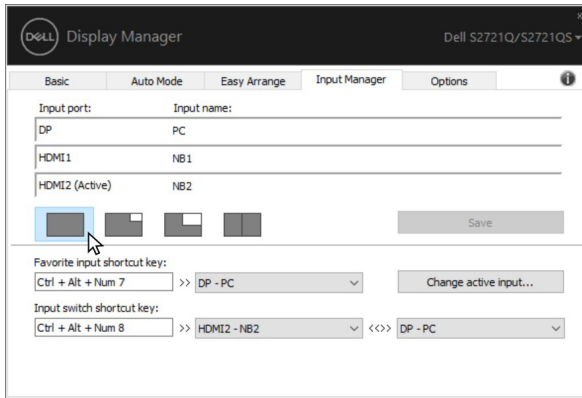 DELL Display Manager Dell S2721Q/S2721QS
Basic Auto Mode Easy Arrange Input Manager Options
Input port: Input name:
DP PC
HDMI1 NB1
HDMI2 (Active) NB2
Save
Favorite input shortcut key:
Ctrl + Alt + Num 7 >> DP - PC Change active input...
Input switch shortcut key:
Ctrl + Alt + Num 8 >> HDMI2 - NB2 <<>> DP - PC